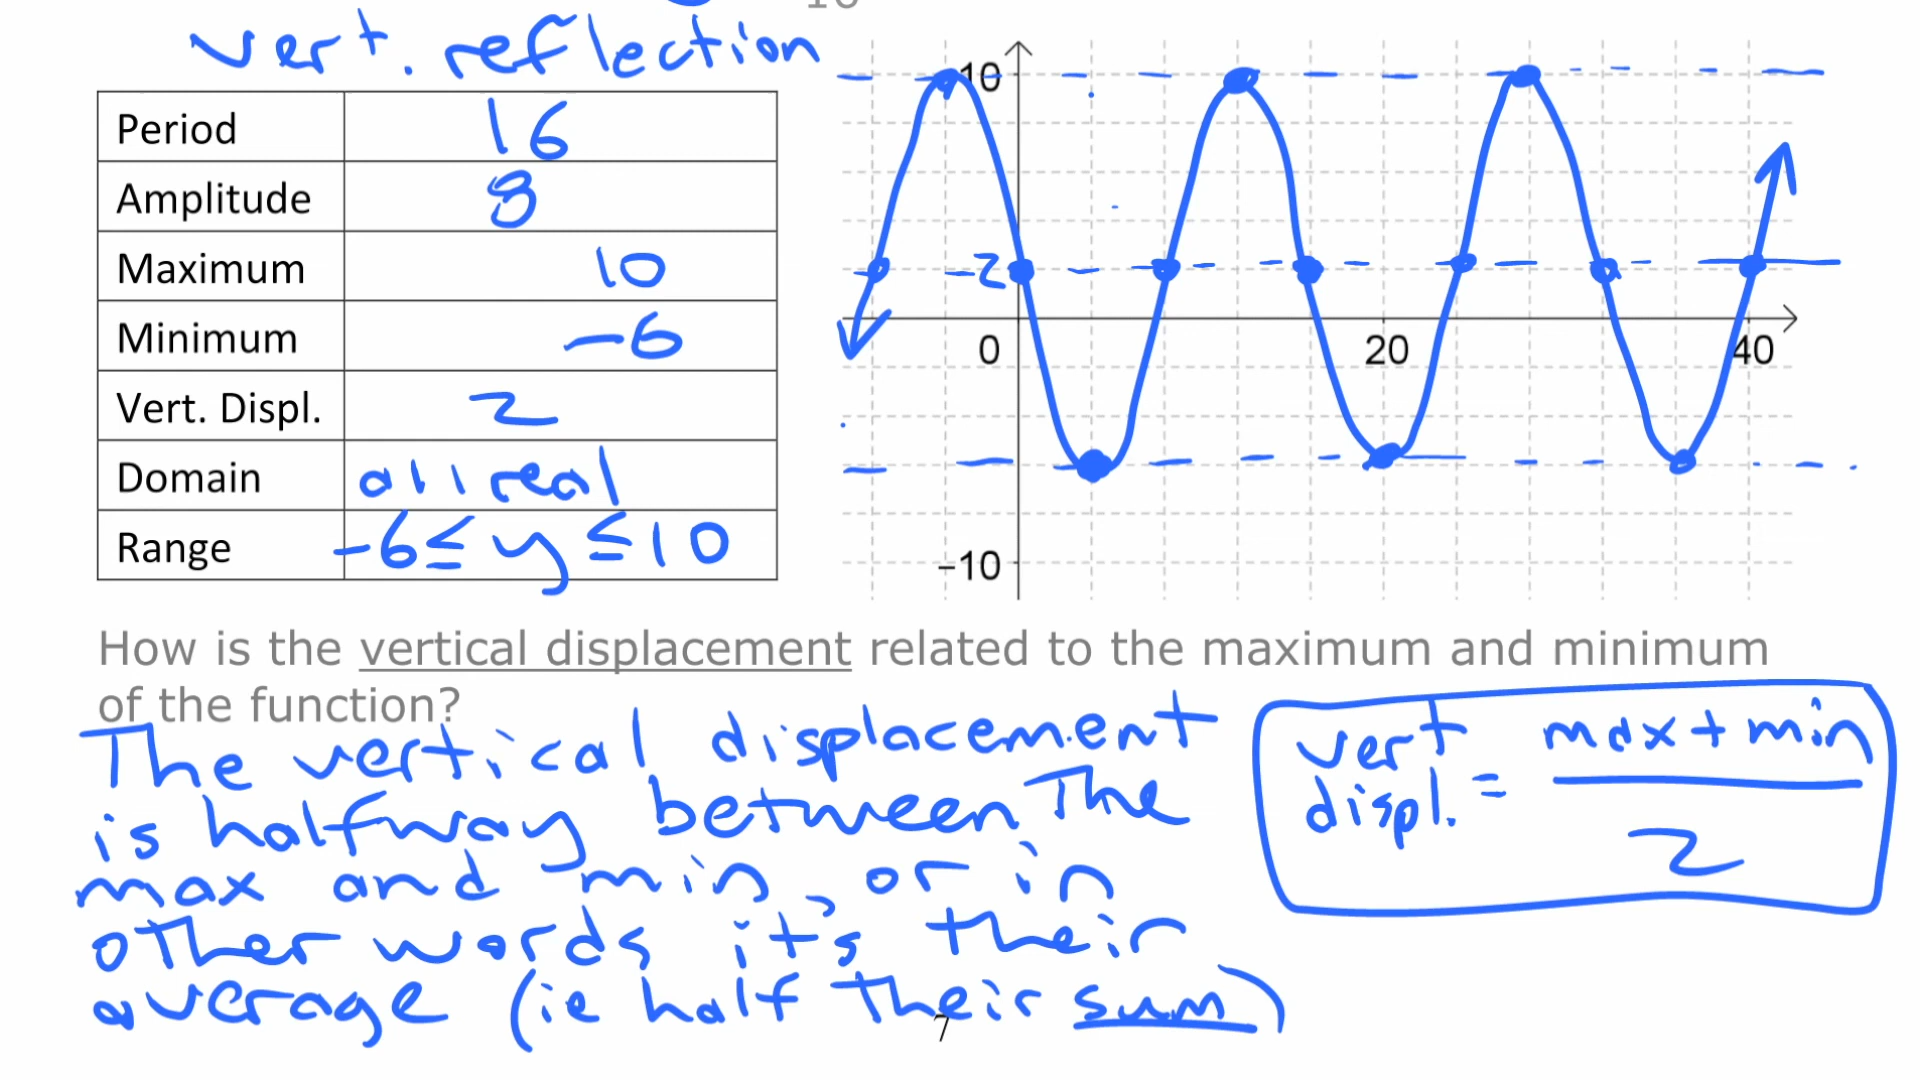 vert. reflection
Period 16
Amplitude 8
Maximum 10
Minimum -6
Vert. Displ. 2
Domain all real
Range -6 ≤ y ≤ 10
10
2
0 20 40
−10
How is the vertical displacement related to the maximum and minimum
of the function?
The vertical displacement
is halfway between the
max and min, or in
other words it's their
average (ie half their sum)
vert displ. = max + min / 2
7